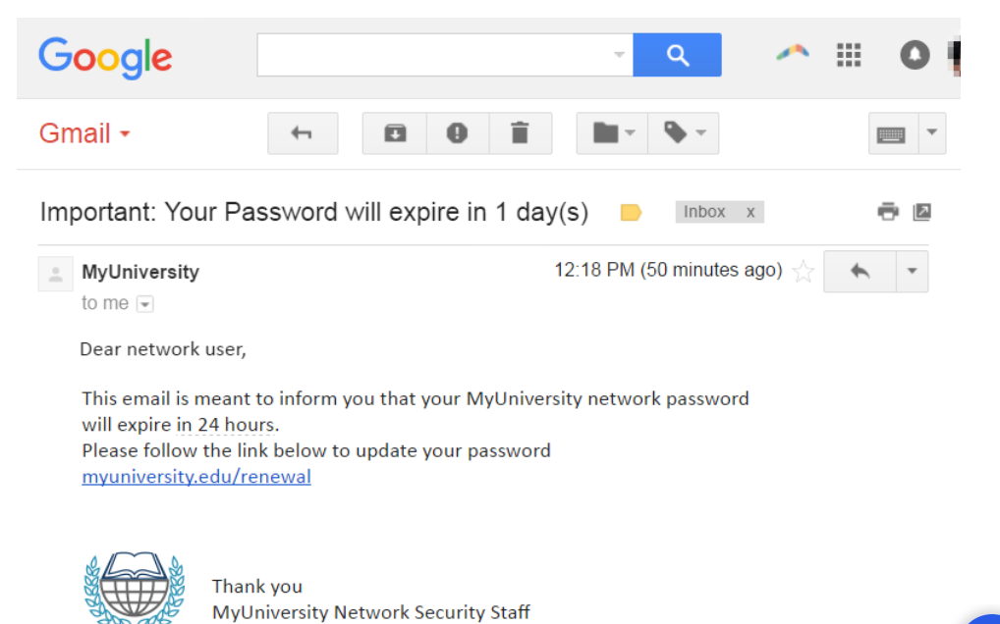 Google
Gmail
Important: Your Password will expire in 1 day(s) Inbox x
MyUniversity 12:18 PM (50 minutes ago)
to me
Dear network user,
This email is meant to inform you that your MyUniversity network password
will expire in 24 hours.
Please follow the link below to update your password
myuniversity.edu/renewal
Thank you
MyUniversity Network Security Staff